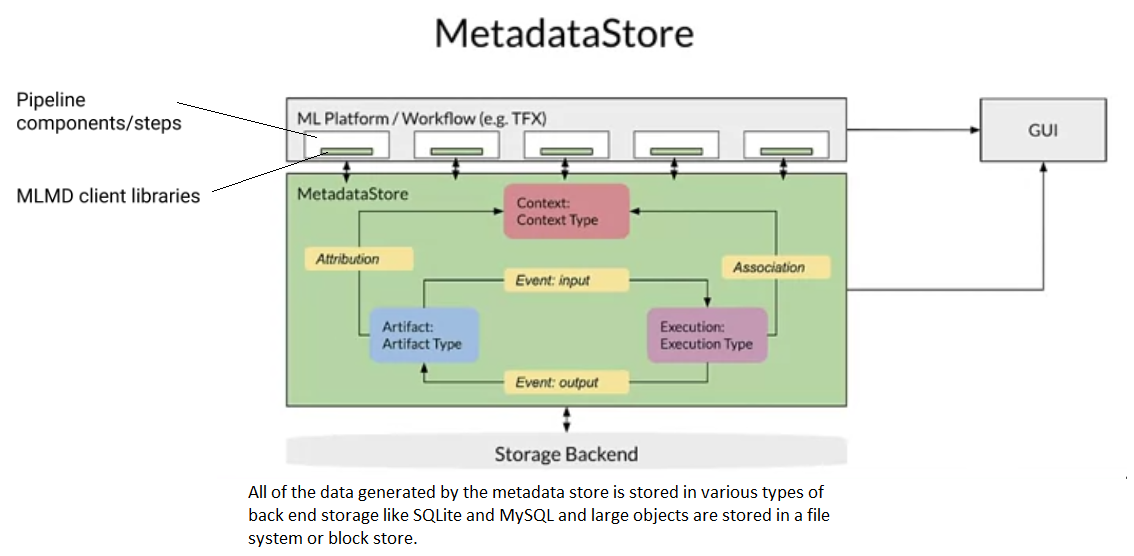 MetadataStore
Pipeline
components/steps
MLMD client libraries
ML Platform / Workflow (e.g. TFX)
GUI
MetadataStore
Context:
Context Type
Attribution
Association
Event: input
Artifact:
Artifact Type
Execution:
Execution Type
Event: output
Storage Backend
All of the data generated by the metadata store is stored in various types of
back end storage like SQLite and MySQL and large objects are stored in a file
system or block store.